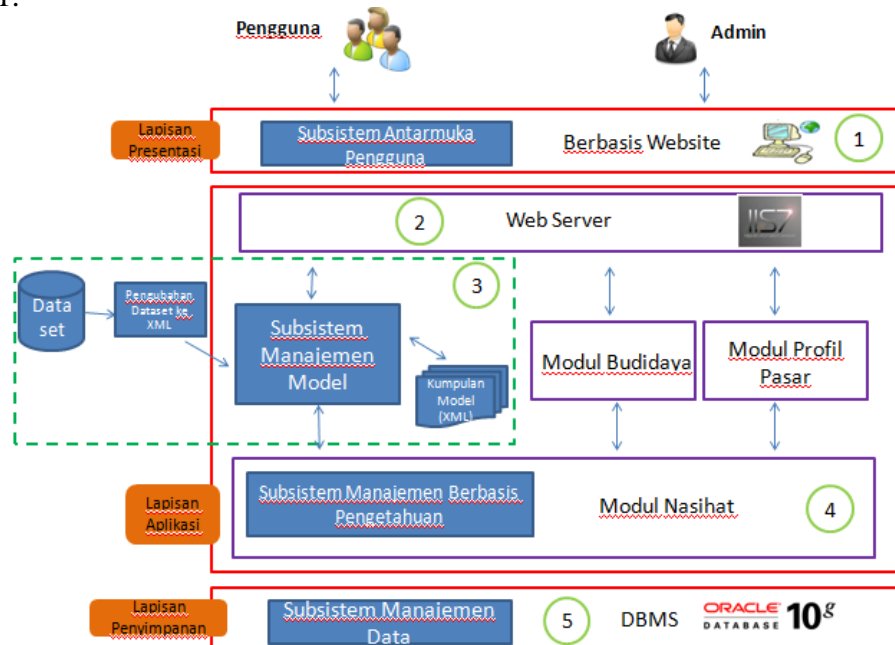 1.
Pengguna
Admin
Lapisan
Presentasi
Subsistem Antarmuka
Pengguna
Berbasis Website
1
2
Web Server
IIS7
3
Data
set
Pengubahan
Dataset ke
XML
Subsistem
Manajemen
Model
Kumpulan
Model
(XML)
Modul Budidaya
Modul Profil
Pasar
Lapisan
Aplikasi
Subsistem Manajemen Berbasis
Pengetahuan
Modul Nasihat
4
Lapisan
Penyimpanan
Subsistem Manajemen
Data
5
DBMS
ORACLE
DATABASE 10g